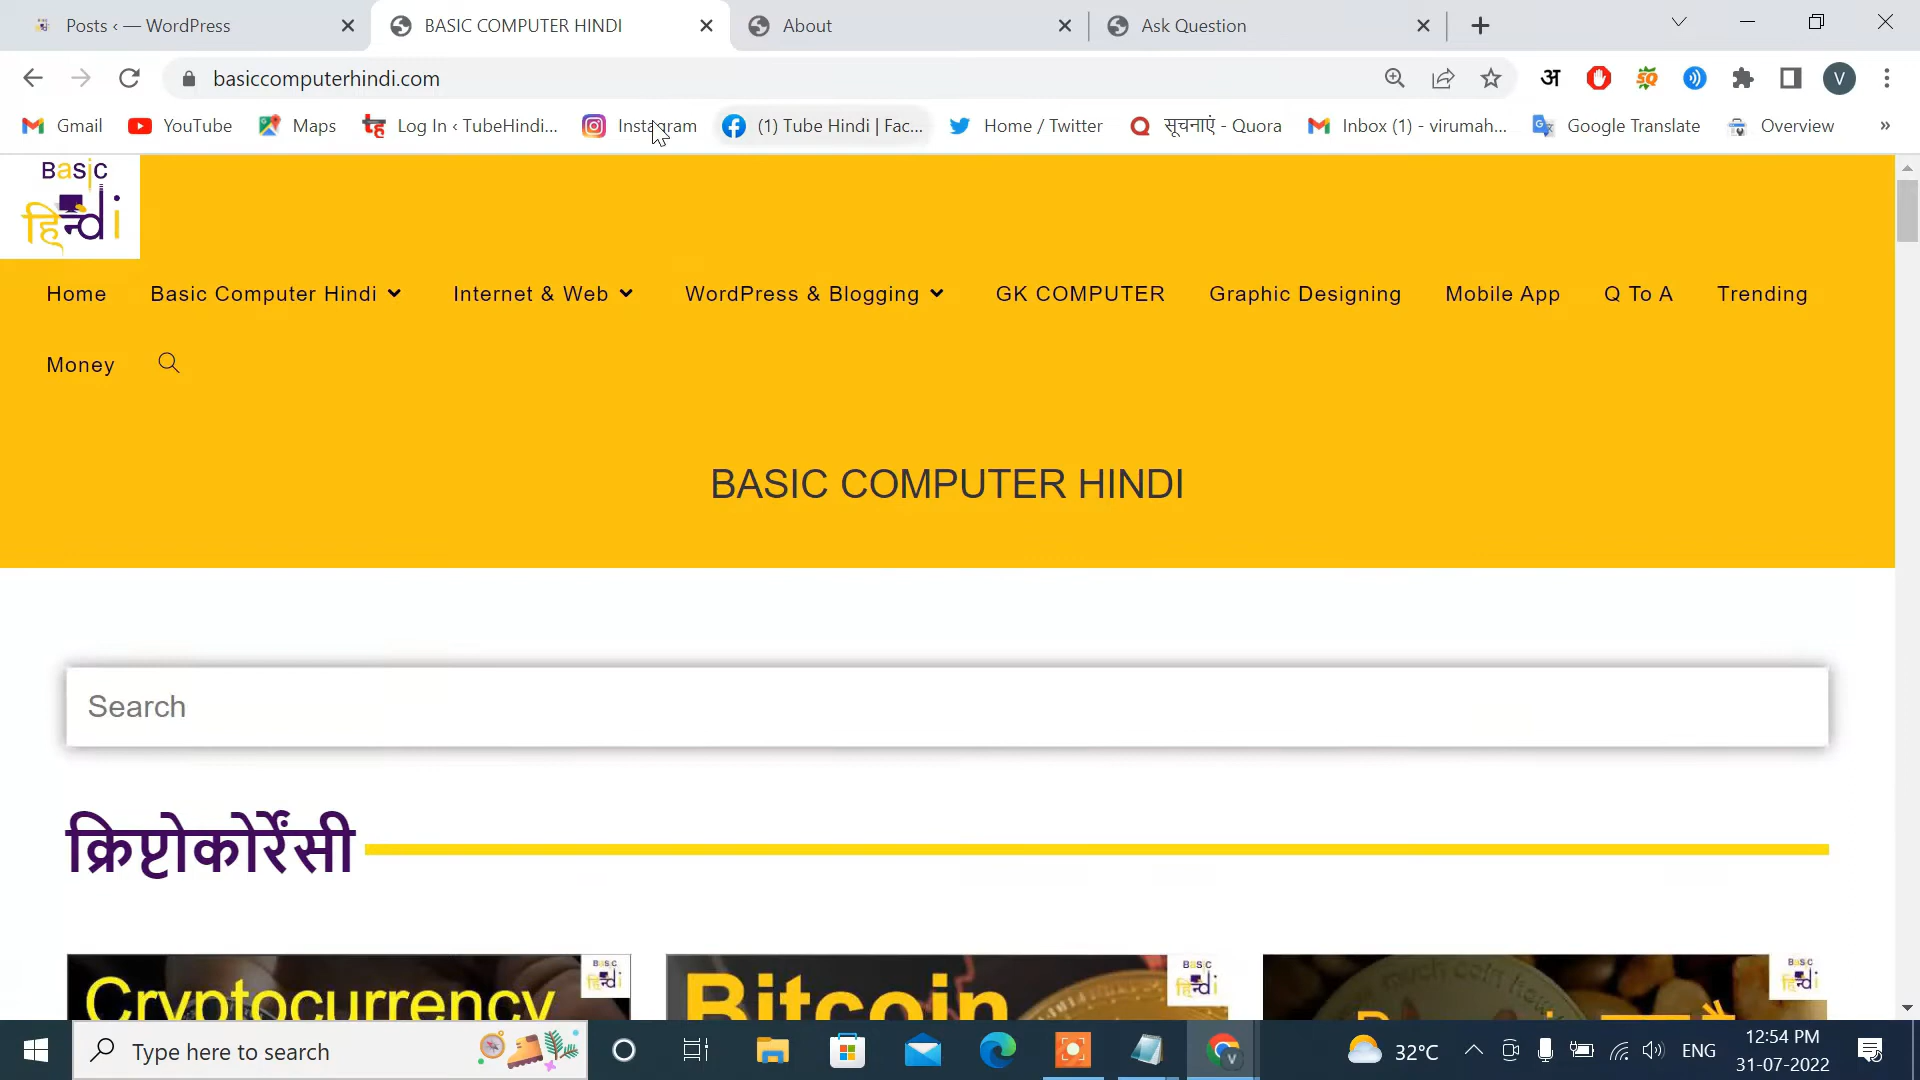 Posts ‹ — WordPress
BASIC COMPUTER HINDI
About
Ask Question
basiccomputerhindi.com
अ
SQ
V
Gmail
YouTube
Maps
Log In ‹ TubeHindi...
Instagram
(1) Tube Hindi | Fac...
Home / Twitter
सूचनाएं - Quora
Inbox (1) - virumah...
Google Translate
Overview
»
Basic
हिन्दी
Home
Basic Computer Hindi
Internet & Web
WordPress & Blogging
GK COMPUTER
Graphic Designing
Mobile App
Q To A
Trending
Money
BASIC COMPUTER HINDI
Search
क्रिप्टोकोर्रेंसी
Cryptocurrency
Bitcoin
Type here to search
32°C
ENG
12:54 PM
31-07-2022